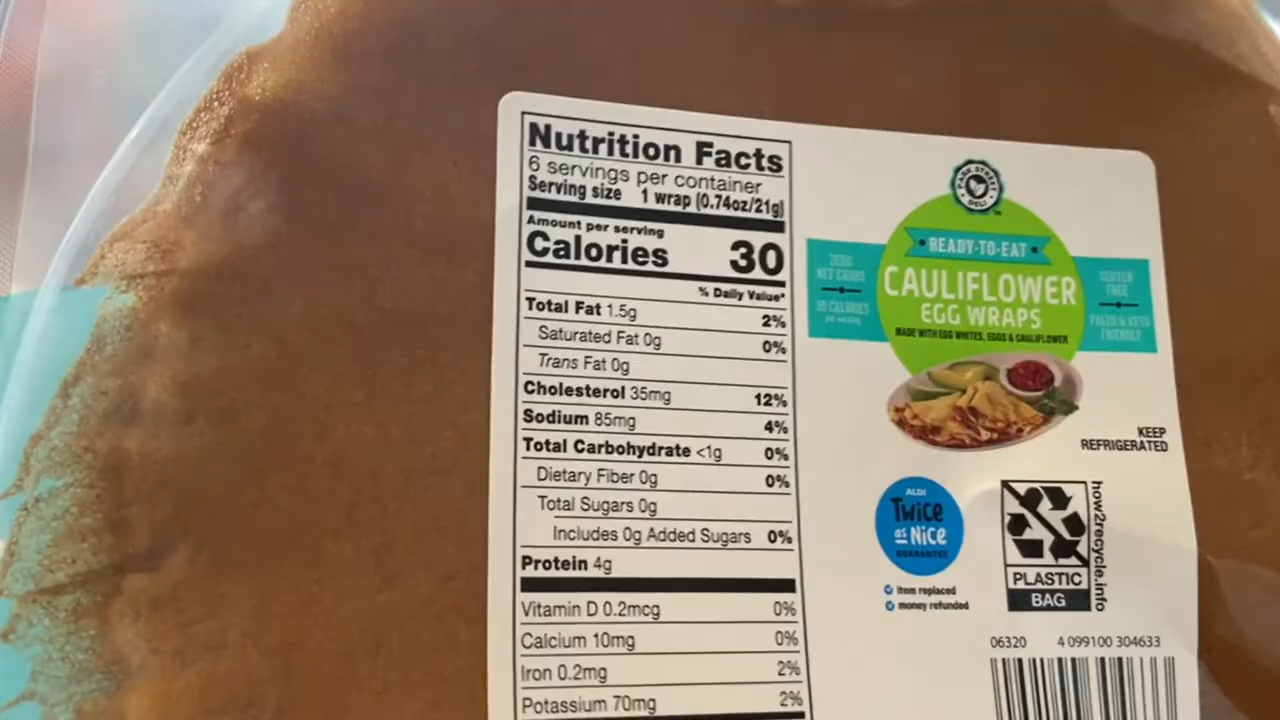 Nutrition Facts
6 servings per container
Serving size 1 wrap (0.74oz/21g)
Amount per serving
Calories 30
% Daily Value*
Total Fat 1.5g 2%
Saturated Fat 0g 0%
Trans Fat 0g
Cholesterol 35mg 12%
Sodium 85mg 4%
Total Carbohydrate <1g 0%
Dietary Fiber 0g 0%
Total Sugars 0g
Includes 0g Added Sugars 0%
Protein 4g
Vitamin D 0.2mcg 0%
Calcium 10mg 0%
Iron 0.2mg 2%
Potassium 70mg 2%
PARK STREET
DELI
TM
READY-TO-EAT
CAULIFLOWER
EGG WRAPS
MADE WITH EGG WHITES, EGGS & CAULIFLOWER
ZERO
NET CARBS
30 CALORIES
per serving
GLUTEN
FREE
PALEO & KETO
FRIENDLY
KEEP
REFRIGERATED
ALDI
Twice
as Nice
GUARANTEE
item replaced
money refunded
PLASTIC
BAG
how2recycle.info
06320 4 099100 304633